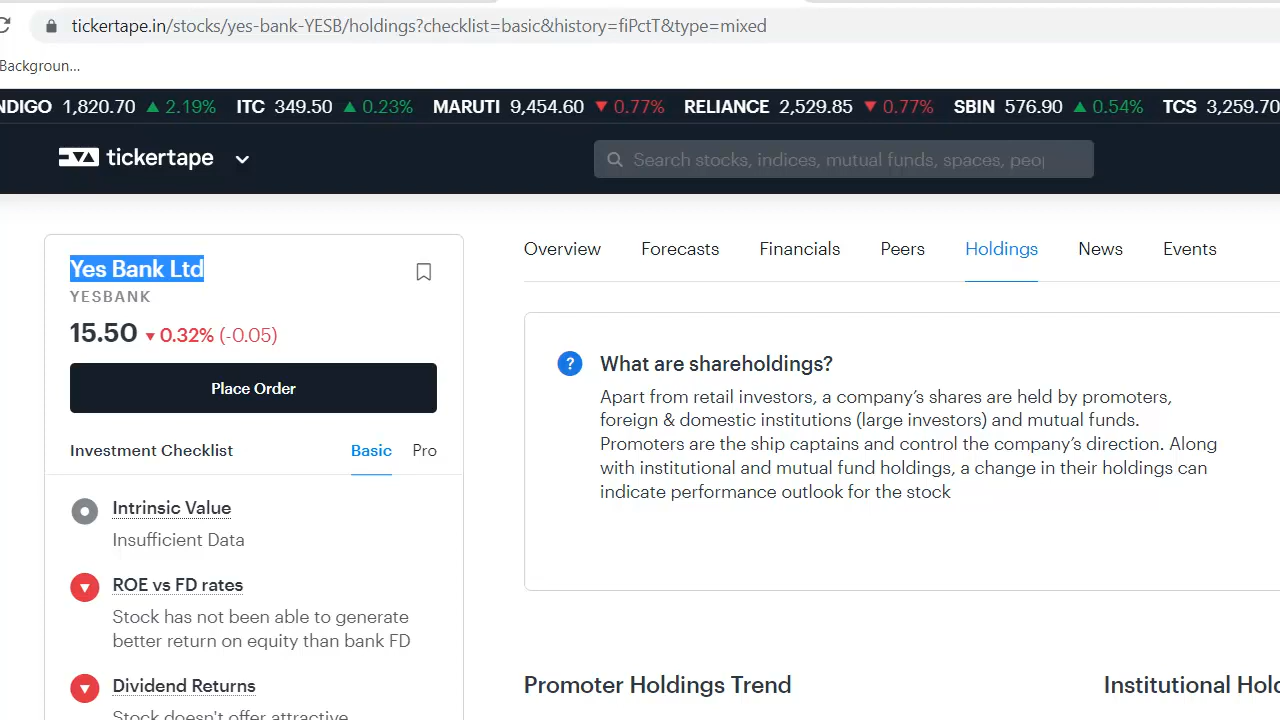 tickertape.in/stocks/yes-bank-YESB/holdings?checklist=basic&history=fiPctT&type=mixed
Backgroun...
NDIGO 1,820.70 ▲ 2.19% ITC 349.50 ▲ 0.23% MARUTI 9,454.60 ▼ 0.77% RELIANCE 2,529.85 ▼ 0.77% SBIN 576.90 ▲ 0.54% TCS 3,259.70
tickertape
Search stocks, indices, mutual funds, spaces, peop
Yes Bank Ltd
YESBANK
15.50 ▼ 0.32% (-0.05)
Place Order
Investment Checklist Basic Pro
Intrinsic Value
Insufficient Data
ROE vs FD rates
Stock has not been able to generate
better return on equity than bank FD
Dividend Returns
Stock doesn't offer attractive
Overview Forecasts Financials Peers Holdings News Events
? What are shareholdings?
Apart from retail investors, a company’s shares are held by promoters,
foreign & domestic institutions (large investors) and mutual funds.
Promoters are the ship captains and control the company’s direction. Along
with institutional and mutual fund holdings, a change in their holdings can
indicate performance outlook for the stock
Promoter Holdings Trend
Institutional Hold